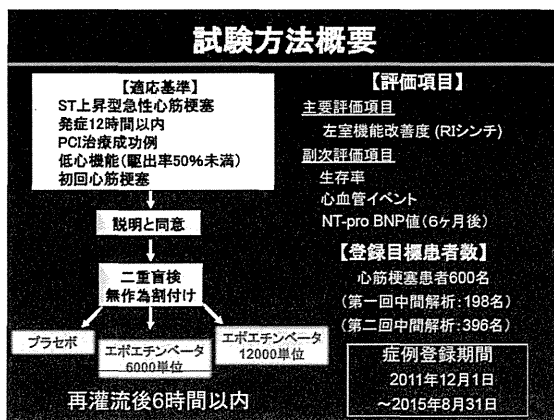 試験方法概要
【適応基準】
ST上昇型急性心筋梗塞
発症12時間以内
PCI治療成功例
低心機能(駆出率50%未満)
初回心筋梗塞
説明と同意
二重盲検
無作為割付け
プラセボ
エポエチンベータ
6000単位
エポエチンベータ
12000単位
再灌流後6時間以内
【評価項目】
主要評価項目
左室機能改善度 (RIシンチ)
副次評価項目
生存率
心血管イベント
NT-pro BNP値(6ヶ月後)
【登録目標患者数】
心筋梗塞患者600名
(第一回中間解析:198名)
(第二回中間解析:396名)
症例登録期間
2011年12月1日
～2015年8月31日